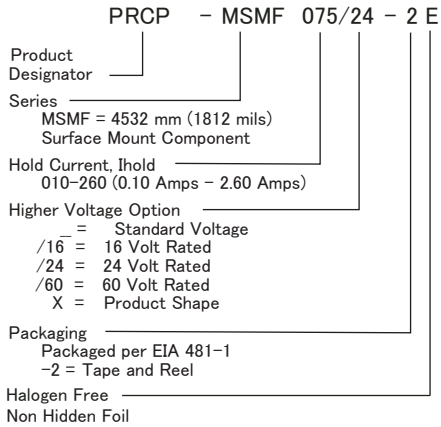 PRCP - MSMF 075/24 - 2 E
Product
Designator
Series
MSMF = 4532 mm (1812 mils)
Surface Mount Component
Hold Current, Ihold
010-260 (0.10 Amps - 2.60 Amps)
Higher Voltage Option
_ = Standard Voltage
/16 = 16 Volt Rated
/24 = 24 Volt Rated
/60 = 60 Volt Rated
X = Product Shape
Packaging
Packaged per EIA 481-1
-2 = Tape and Reel
Halogen Free
Non Hidden Foil